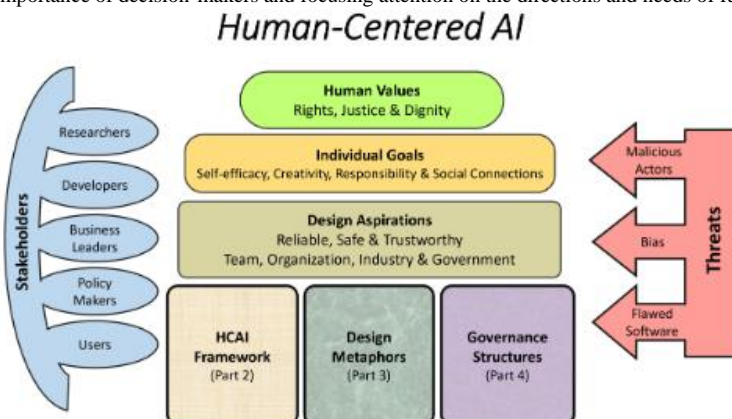 importance of decision-makers and focusing attention on the directions and needs of
Human-Centered AI
Stakeholders
Researchers
Developers
Business
Leaders
Policy
Makers
Users
Human Values
Rights, Justice & Dignity
Individual Goals
Self-efficacy, Creativity, Responsibility & Social Connections
Design Aspirations
Reliable, Safe & Trustworthy
Team, Organization, Industry & Government
HCAI
Framework
(Part 2)
Design
Metaphors
(Part 3)
Governance
Structures
(Part 4)
Malicious
Actors
Bias
Flawed
Software
Threats